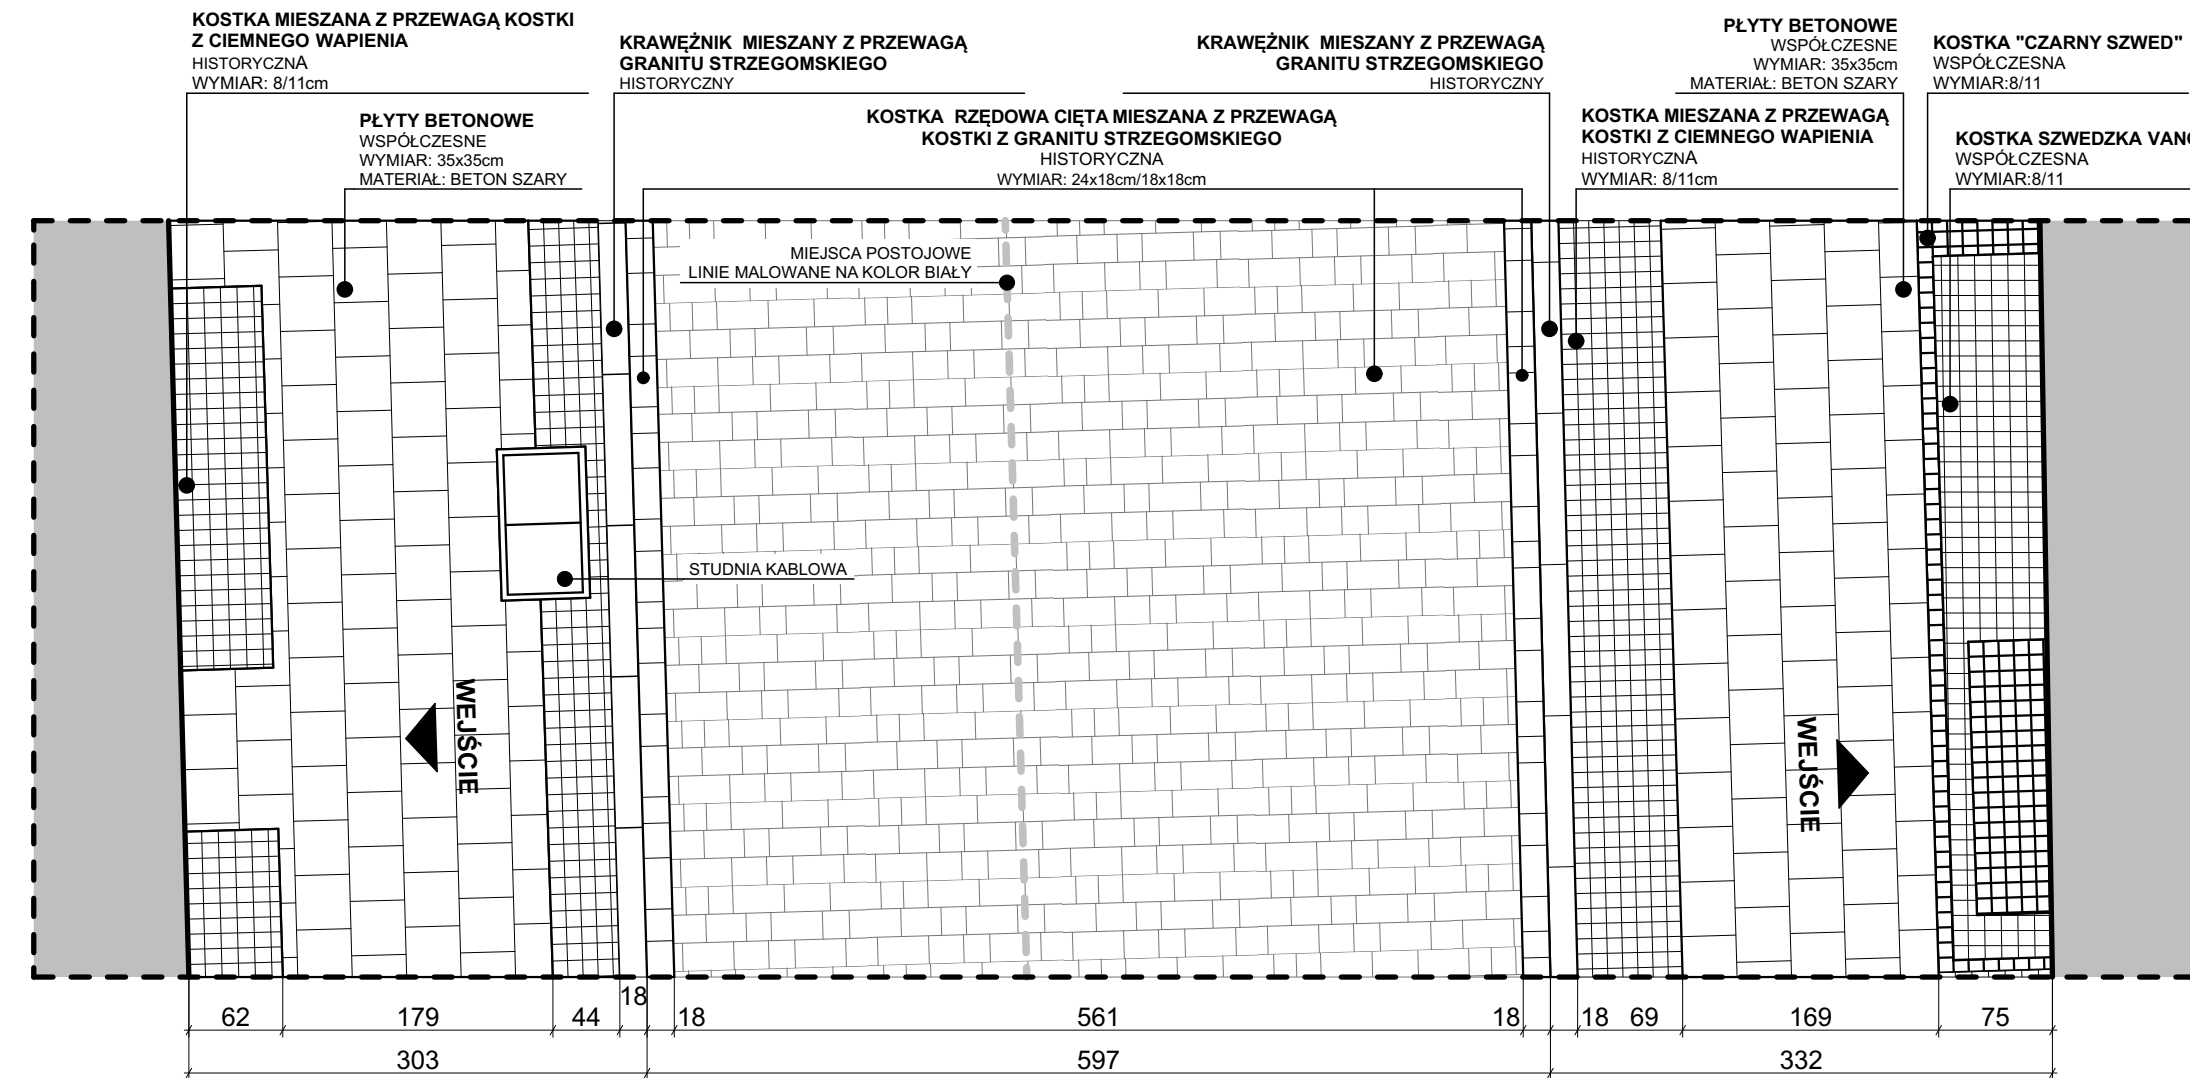 KOSTKA MIESZANA Z PRZEWAGĄ KOSTKI
Z CIEMNEGO WAPIENIA
HISTORYCZNA
WYMIAR: 8/11cm
PŁYTY BETONOWE
WSPÓŁCZESNE
WYMIAR: 35x35cm
MATERIAŁ: BETON SZARY
KRAWĘŻNIK MIESZANY Z PRZEWAGĄ
GRANITU STRZEGOMSKIEGO
HISTORYCZNY
KOSTKA RZĘDOWA CIĘTA MIESZANA Z PRZEWAGĄ
KOSTKI Z GRANITU STRZEGOMSKIEGO
HISTORYCZNA
WYMIAR: 24x18cm/18x18cm
KRAWĘŻNIK MIESZANY Z PRZEWAGĄ
GRANITU STRZEGOMSKIEGO
HISTORYCZNY
PŁYTY BETONOWE
WSPÓŁCZESNE
WYMIAR: 35x35cm
MATERIAŁ: BETON SZARY
KOSTKA MIESZANA Z PRZEWAGĄ
KOSTKI Z CIEMNEGO WAPIENIA
HISTORYCZNA
WYMIAR: 8/11cm
KOSTKA "CZARNY SZWED"
WSPÓŁCZESNA
WYMIAR:8/11
KOSTKA SZWEDZKA
WSPÓŁCZESNA
WYMIAR:8/11
MIEJSCA POSTOJOWE
LINIE MALOWANE NA KOLOR BIAŁY
STUDNIA KABLOWA
WEJŚCIE
WEJŚCIE
62 179 44 18 18 561 18 18 69 169 75
303 597 332